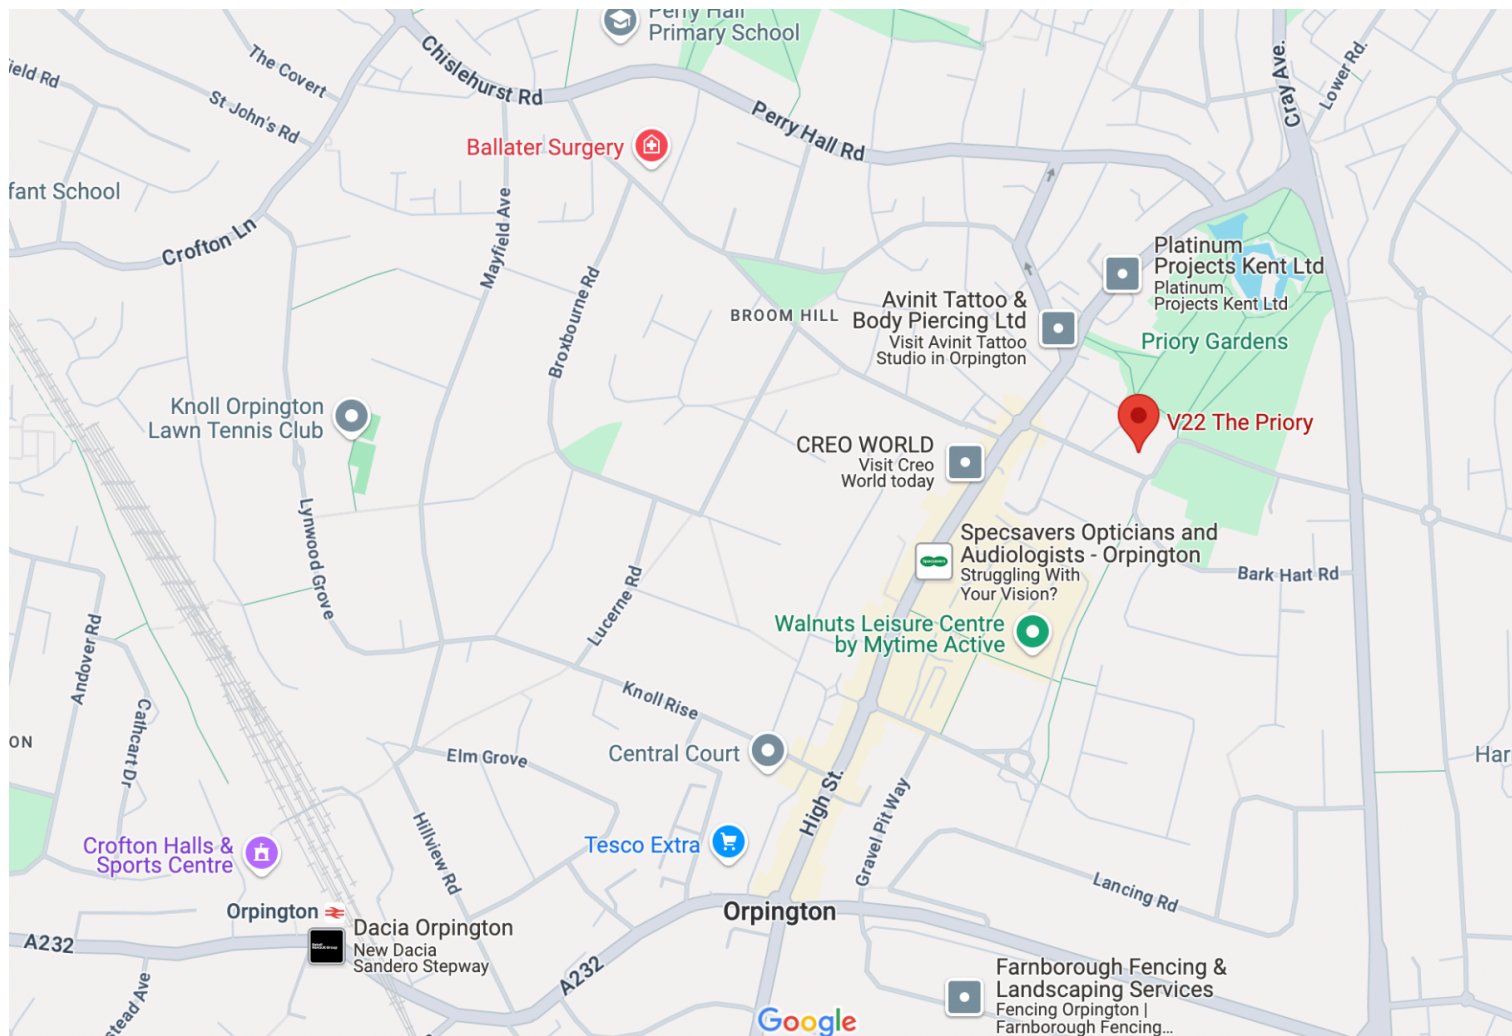 Perry Hall
Primary School
Chislehurst Rd
The Covert
ield Rd
St John's Rd
Cray Ave.
Lower Rd.
Perry Hall Rd
Ballater Surgery
fant School
Mayfield Ave
Crofton Ln
Platinum
Projects Kent Ltd
Platinum
Projects Kent Ltd
Avinit Tattoo &
Body Piercing Ltd
Visit Avinit Tattoo
Studio in Orpington
BROOM HILL
Broxbourne Rd
Priory Gardens
Knoll Orpington
Lawn Tennis Club
V22 The Priory
CREO WORLD
Visit Creo
World today
Lynwood Grove
Specsavers Opticians and
Audiologists - Orpington
Struggling With
Your Vision?
Bark Hart Rd
Lucerne Rd
Walnuts Leisure Centre
by Mytime Active
Andover Rd
Knoll Rise
Cathcart Dr
ON
Elm Grove
Central Court
Har
High St.
Gravel Pit Way
Hillview Rd
Crofton Halls &
Sports Centre
Tesco Extra
Lancing Rd
Orpington
Orpington
Dacia Orpington
New Dacia
Sandero Stepway
A232
A232
stead Ave
Farnborough Fencing &
Landscaping Services
Fencing Orpington |
Farnborough Fencing...
Google